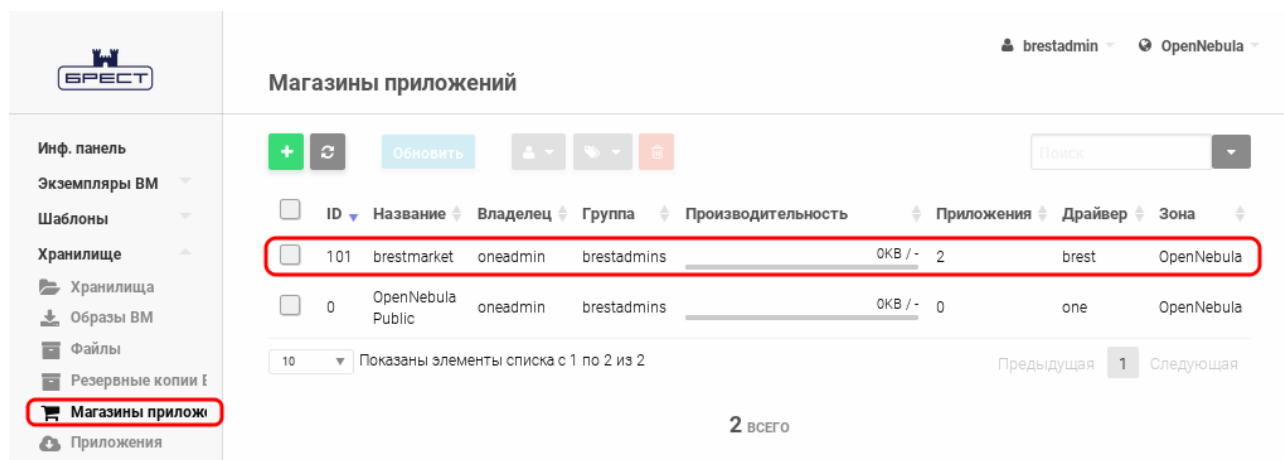 БРЕСТ
brestadmin
OpenNebula
Магазины приложений
Инф. панель
Экземпляры ВМ
Шаблоны
Хранилище
Хранилища
Образы ВМ
Файлы
Резервные копии
Магазины прилож
Приложения
Обновить
Поиск
ID Название Владелец Группа Производительность Приложения Драйвер Зона
101 brestmarket oneadmin brestadmins 0KB / - 2 brest OpenNebula
0 OpenNebula Public oneadmin brestadmins 0KB / - 0 one OpenNebula
10 Показаны элементы списка с 1 по 2 из 2
Предыдущая 1 Следующая
2 ВСЕГО